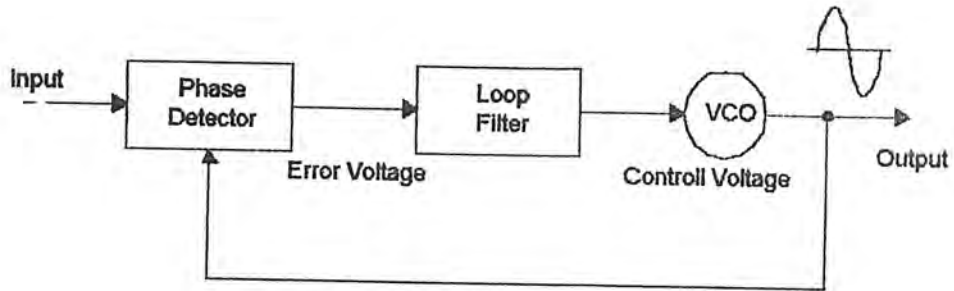 Input
Phase
Detector
Error Voltage
Loop
Filter
VCO
Controll Voltage
Output